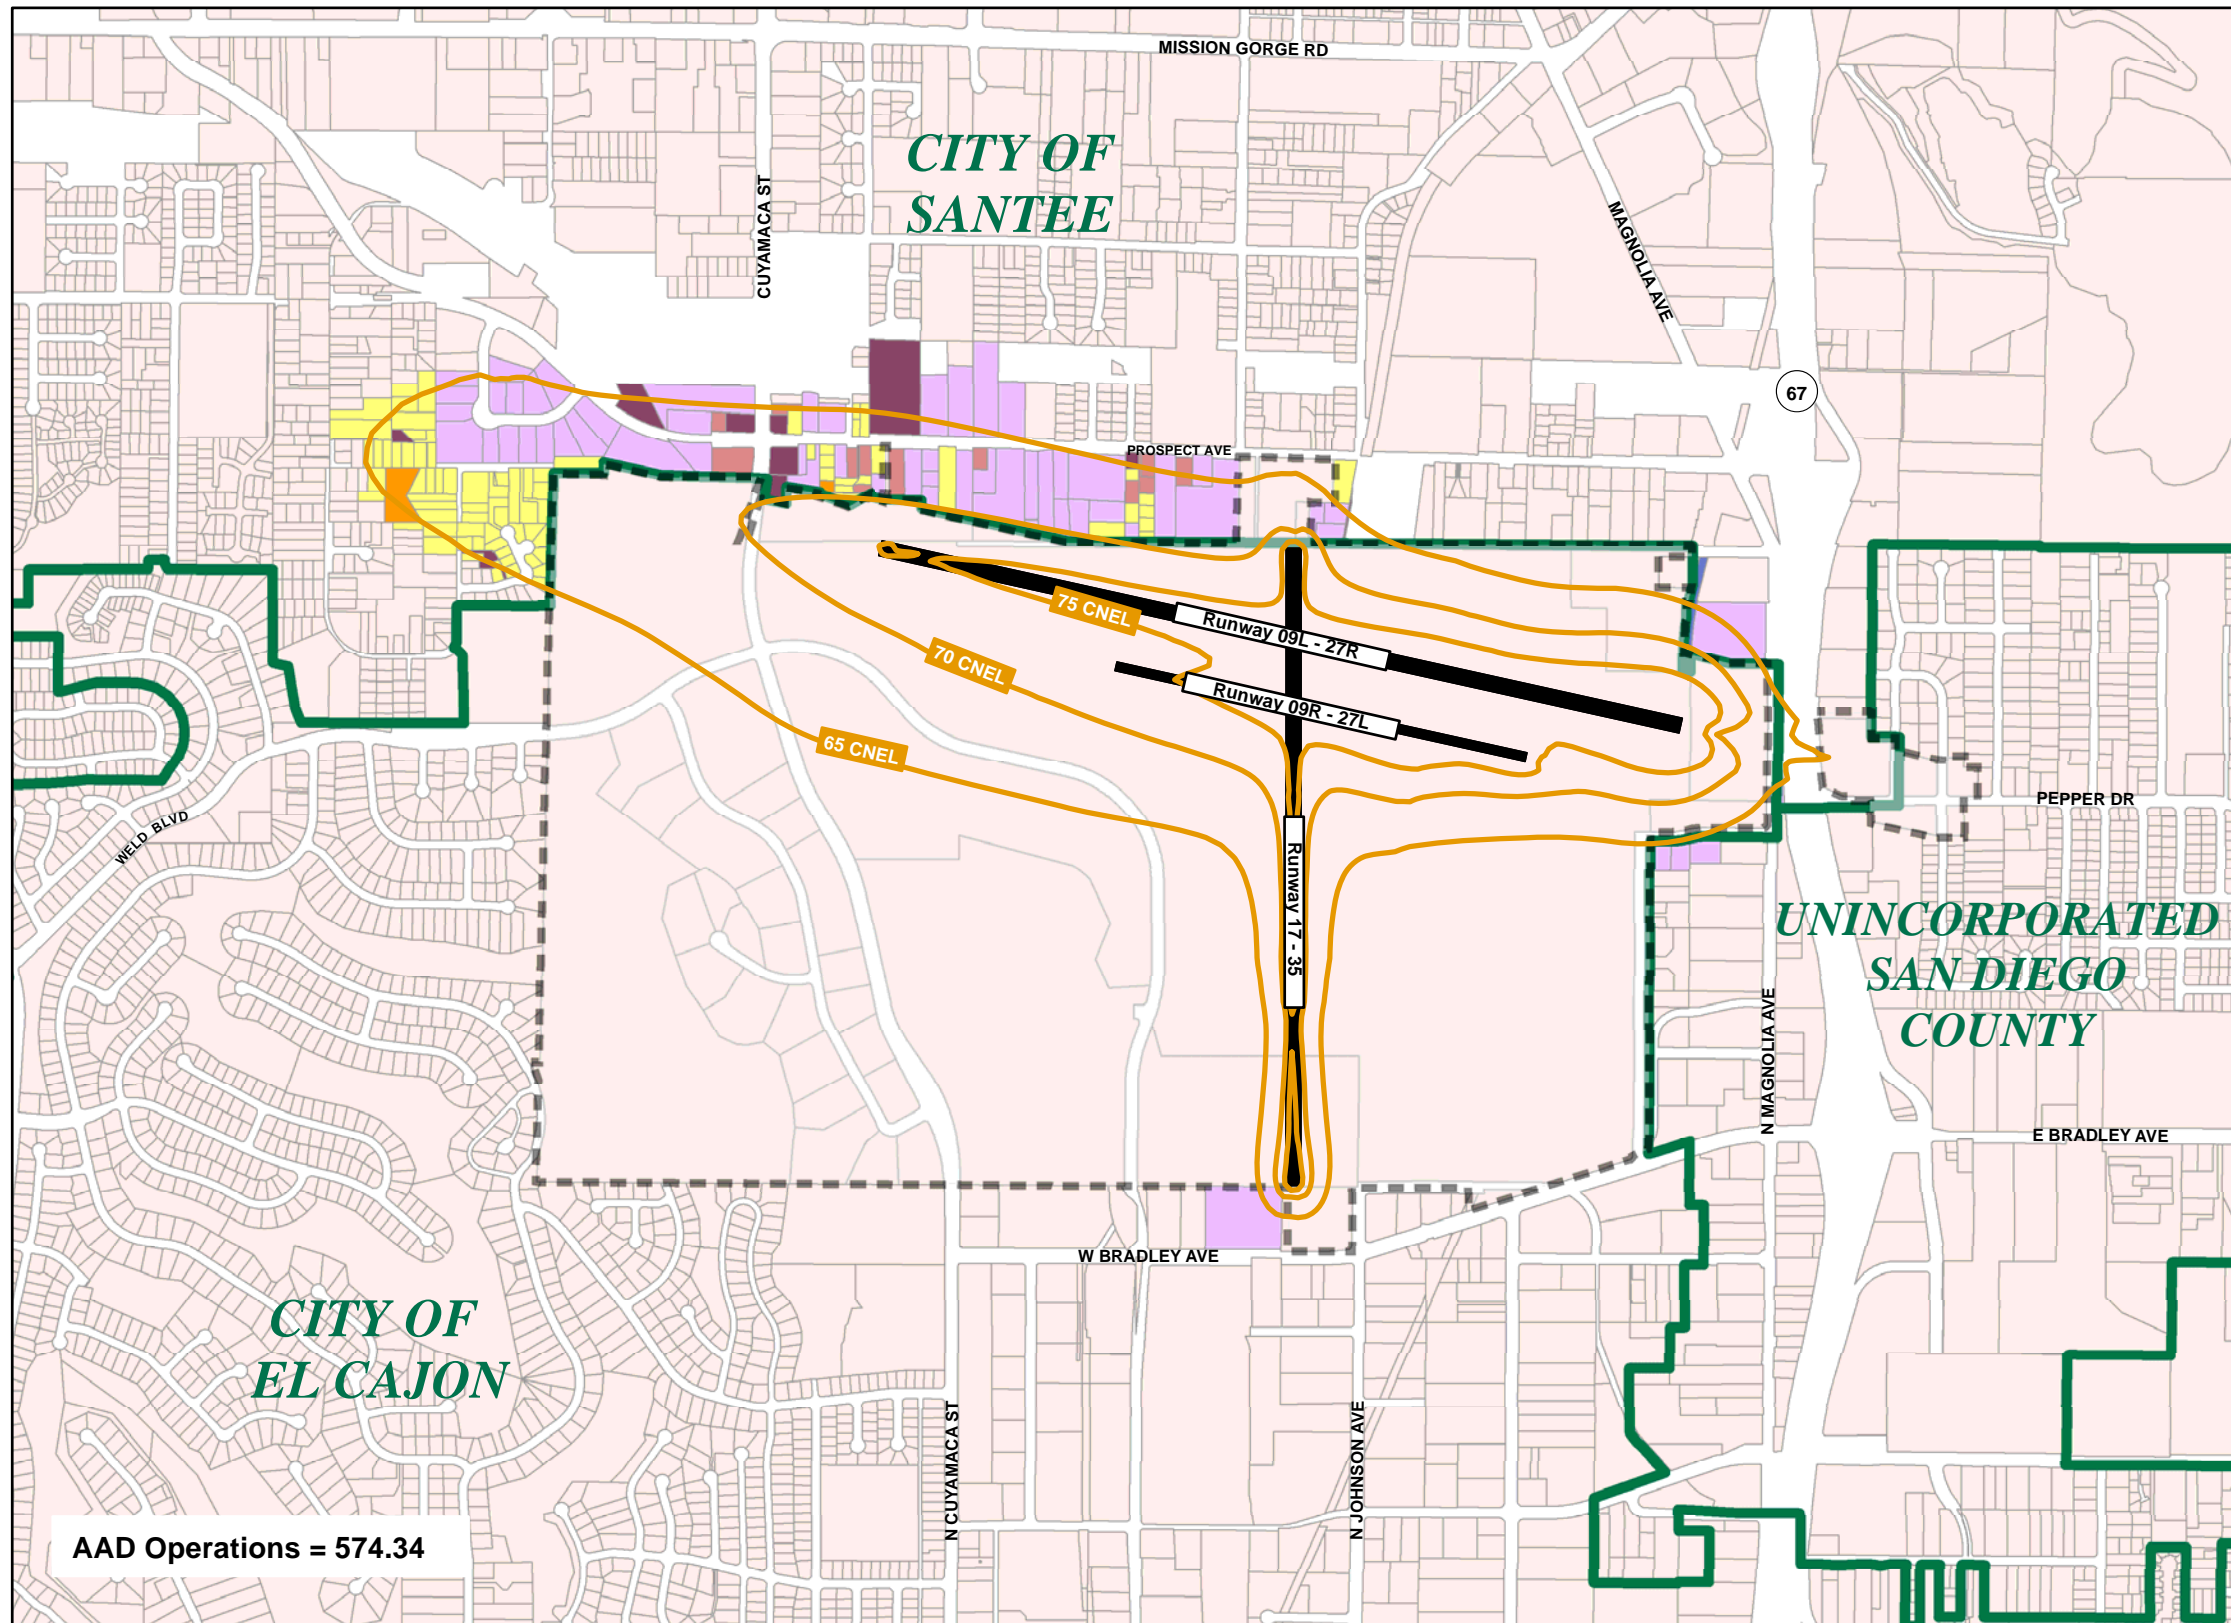 MISSION GORGE RD
CITY OF
SANTEE
CUYAMACA ST
MAGNOLIA AVE
67
PROSPECT AVE
75 CNEL
Runway 09L - 27R
70 CNEL
Runway 09R - 27L
65 CNEL
PEPPER DR
WELD BLVD
Runway 17 - 35
UNINCORPORATED
SAN DIEGO
COUNTY
N MAGNOLIA AVE
E BRADLEY AVE
W BRADLEY AVE
CITY OF
EL CAJON
N CUYAMACA ST
N JOHNSON AVE
AAD Operations = 574.34